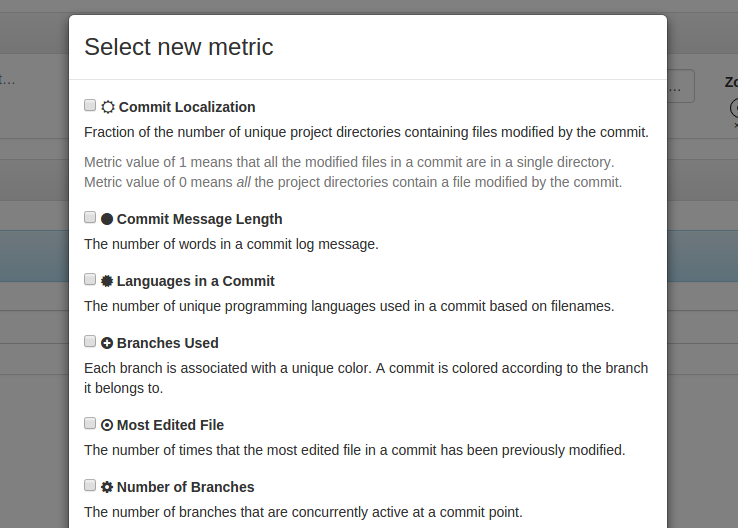 Select new metric
Commit Localization
Fraction of the number of unique project directories containing files modified by the commit.
Metric value of 1 means that all the modified files in a commit are in a single directory.
Metric value of 0 means all the project directories contain a file modified by the commit.
Commit Message Length
The number of words in a commit log message.
Languages in a Commit
The number of unique programming languages used in a commit based on filenames.
Branches Used
Each branch is associated with a unique color. A commit is colored according to the branch
it belongs to.
Most Edited File
The number of times that the most edited file in a commit has been previously modified.
Number of Branches
The number of branches that are concurrently active at a commit point.